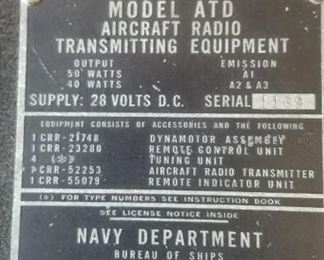 MODEL ATD
AIRCRAFT RADIO
TRANSMITTING EQUIPMENT
OUTPUT EMISSION
50 WATTS A1
40 WATTS A2 & A3
SUPPLY: 28 VOLTS D.C. SERIAL 1169
EQUIPMENT CONSISTS OF ACCESSORIES AND THE FOLLOWING
1 CRR-21748 DYNAMOTOR ASSEMBLY
1 CRR-23280 REMOTE CONTROL UNIT
4 (*) TUNING UNIT
1 CRR-52253 AIRCRAFT RADIO TRANSMITTER
1 CRR-55079 REMOTE INDICATOR UNIT
(*) FOR TYPE NUMBERS SEE INSTRUCTION BOOK
SEE LICENSE NOTICE INSIDE
NAVY DEPARTMENT
BUREAU OF SHIPS